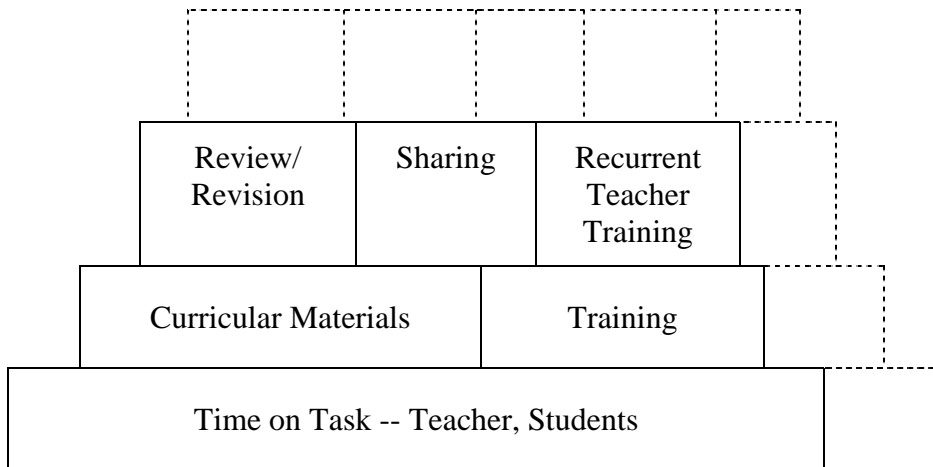 Review/
Revision
Sharing
Recurrent
Teacher
Training
Curricular Materials
Training
Time on Task -- Teacher, Students